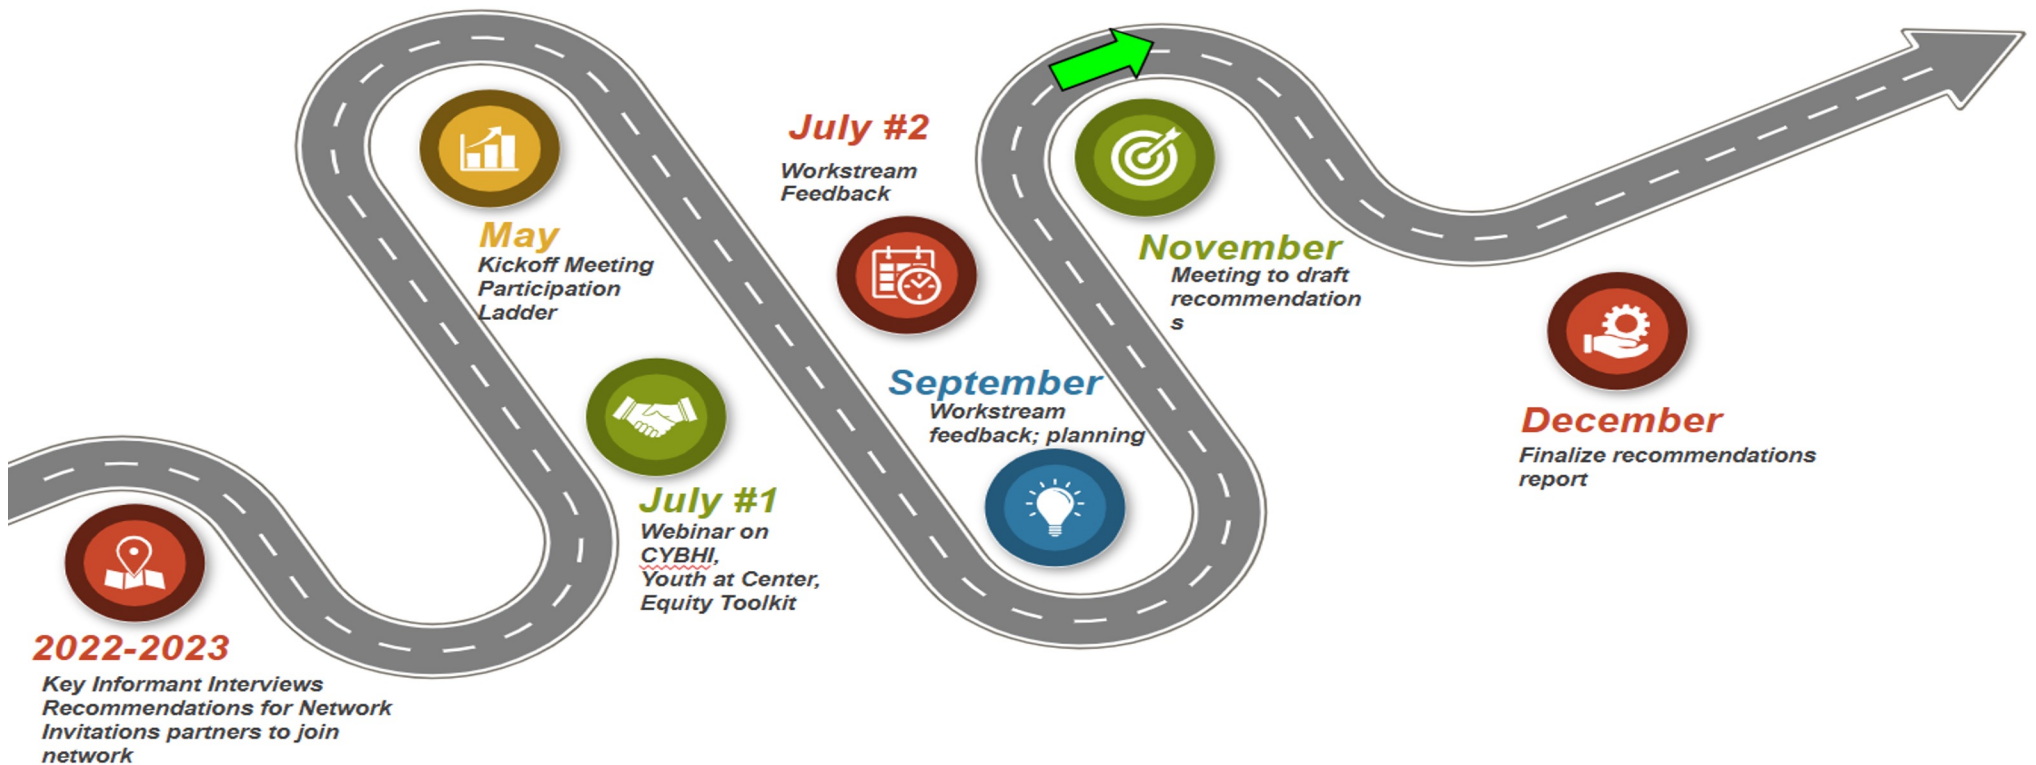 2022-2023
Key Informant Interviews
Recommendations for Network
Invitations partners to join
network
May
Kickoff Meeting
Participation
Ladder
July #1
Webinar on
CYBHI,
Youth at Center,
Equity Toolkit
July #2
Workstream
Feedback
September
Workstream
feedback; planning
November
Meeting to draft
recommendation
s
December
Finalize recommendations
report